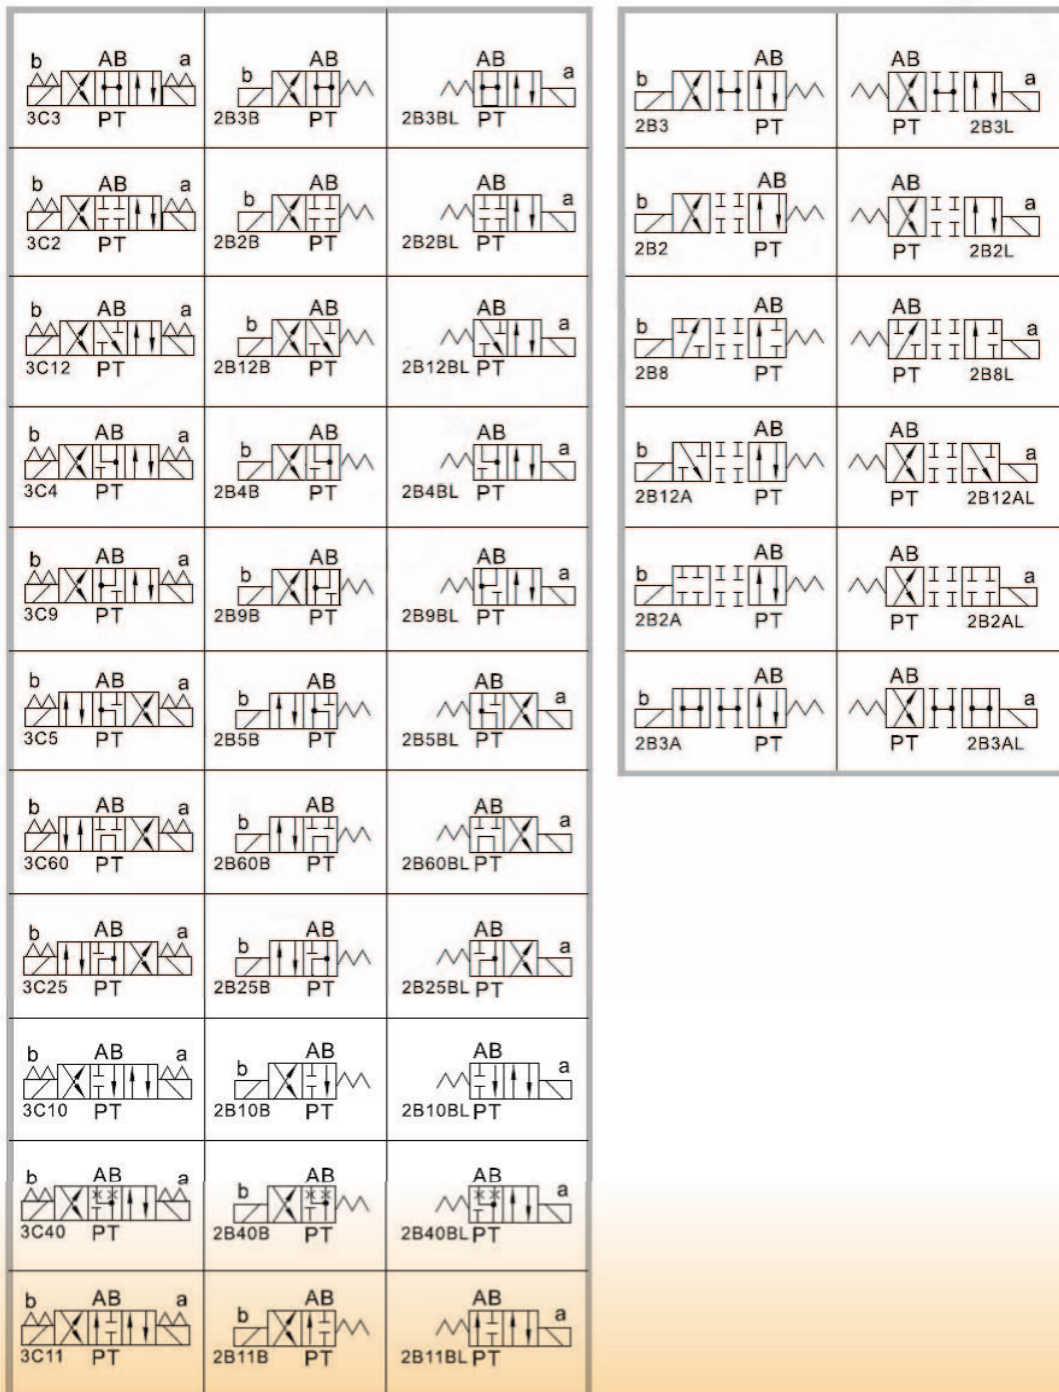 b AB a
3C3 PT
b AB
2B3B PT
AB a
2B3BL PT
b AB a
3C2 PT
b AB
2B2B PT
AB a
2B2BL PT
b AB a
3C12 PT
b AB
2B12B PT
AB a
2B12BL PT
b AB a
3C4 PT
b AB
2B4B PT
AB a
2B4BL PT
b AB a
3C9 PT
b AB
2B9B PT
AB a
2B9BL PT
b AB a
3C5 PT
b AB
2B5B PT
AB a
2B5BL PT
b AB a
3C60 PT
b AB
2B60B PT
AB a
2B60BL PT
b AB a
3C25 PT
b AB
2B25B PT
AB a
2B25BL PT
b AB a
3C10 PT
b AB
2B10B PT
AB a
2B10BL PT
b AB a
3C40 PT
b AB
2B40B PT
AB a
2B40BL PT
b AB a
3C11 PT
b AB
2B11B PT
AB a
2B11BL PT
b AB
2B3 PT
AB a
PT 2B3L
b AB
2B2 PT
AB a
PT 2B2L
b AB
2B8 PT
AB a
PT 2B8L
b AB
2B12A PT
AB a
PT 2B12AL
b AB
2B2A PT
AB a
PT 2B2AL
b AB
2B3A PT
AB a
PT 2B3AL